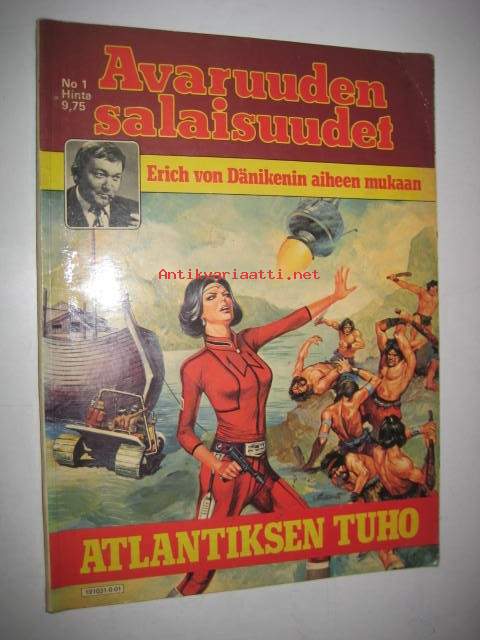 No 1
Hinta
9,75
Avaruuden
salaisuudet
Erich von Dänikenin aiheen mukaan
Antikvariaatti.net
ATLANTIKSEN TUHO